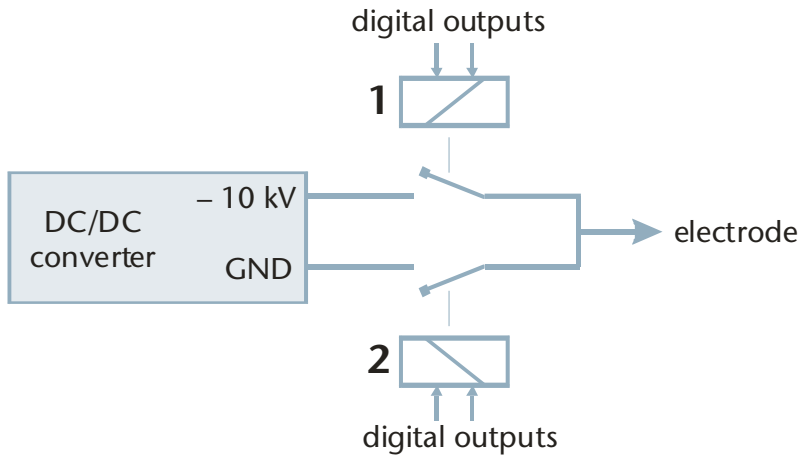 digital outputs
1
– 10 kV
DC/DC
converter
GND
electrode
2
digital outputs